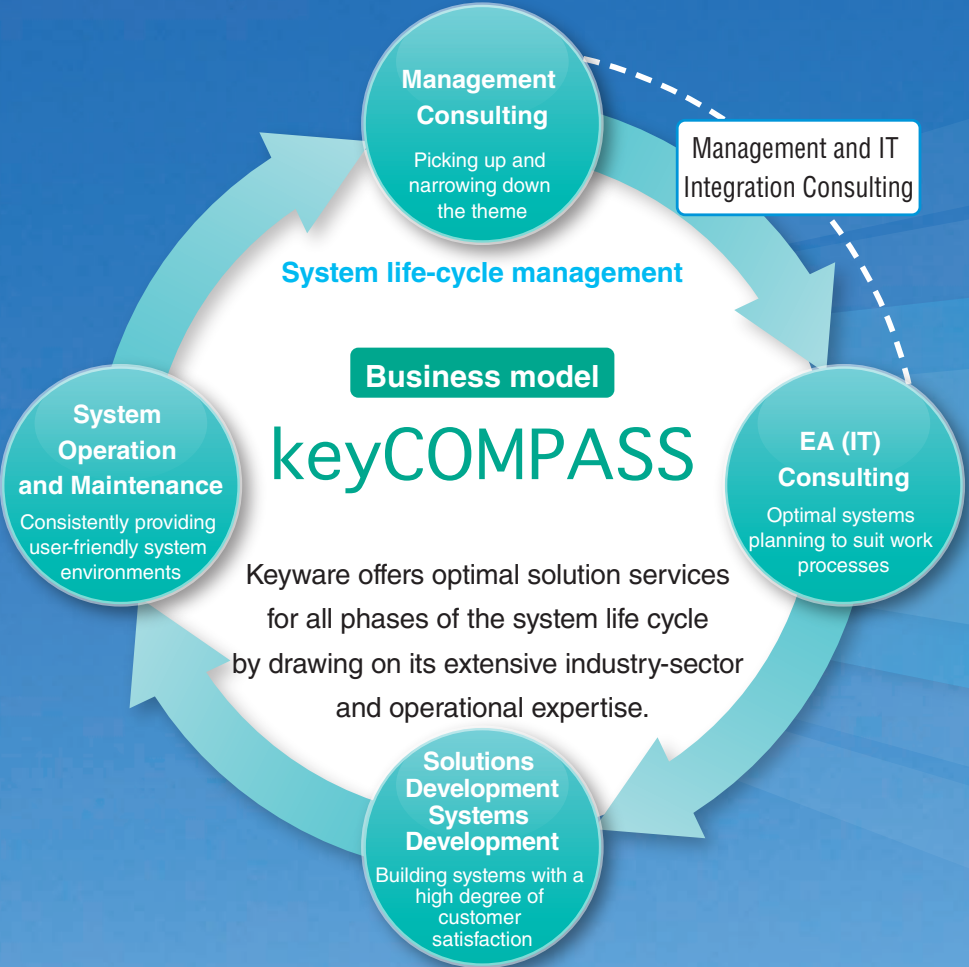 Management
Consulting
Picking up and
narrowing down
the theme
Management and IT
Integration Consulting
System life-cycle management
Business model
keyCOMPASS
System
Operation
and Maintenance
Consistently providing
user-friendly system
environments
EA (IT)
Consulting
Optimal systems
planning to suit work
processes
Keyware offers optimal solution services
for all phases of the system life cycle
by drawing on its extensive industry-sector
and operational expertise.
Solutions
Development
Systems
Development
Building systems with a
high degree of
customer
satisfaction